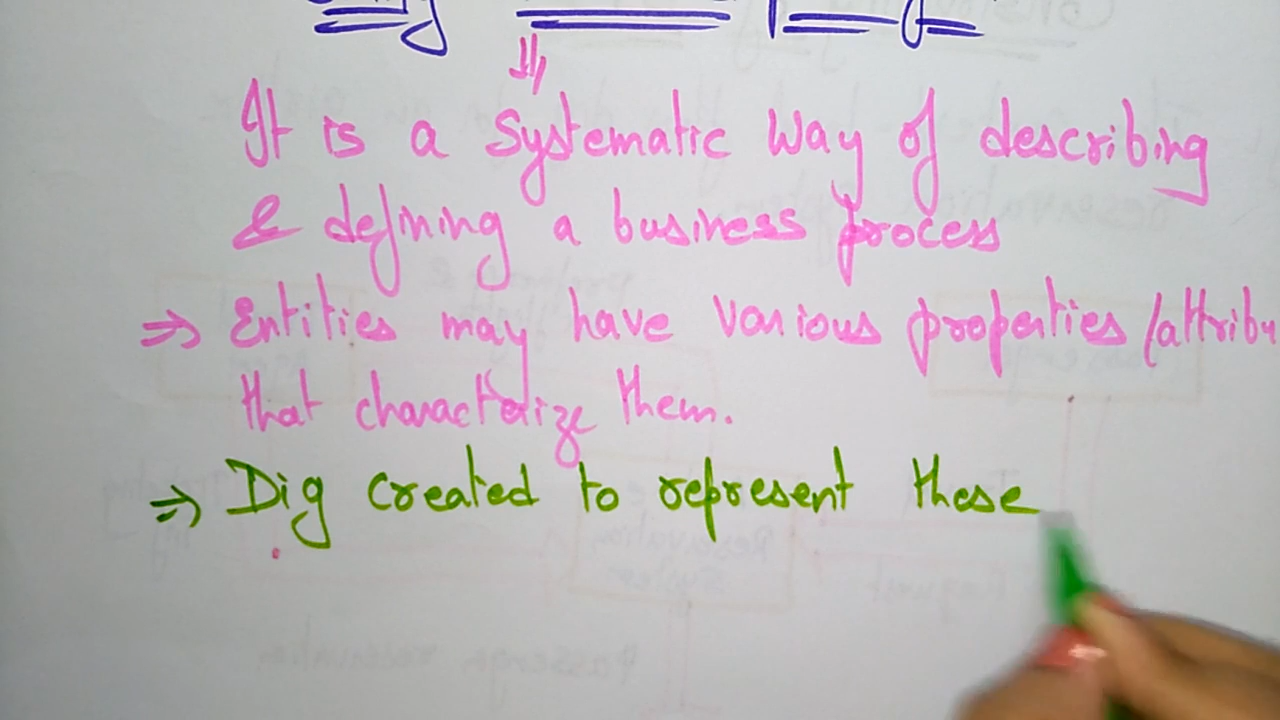 It is a Systematic Way of describing
& defining a business process
⇒ Entities may have various properties /attribu
that characterize them.
⇒ Dig created to represent these